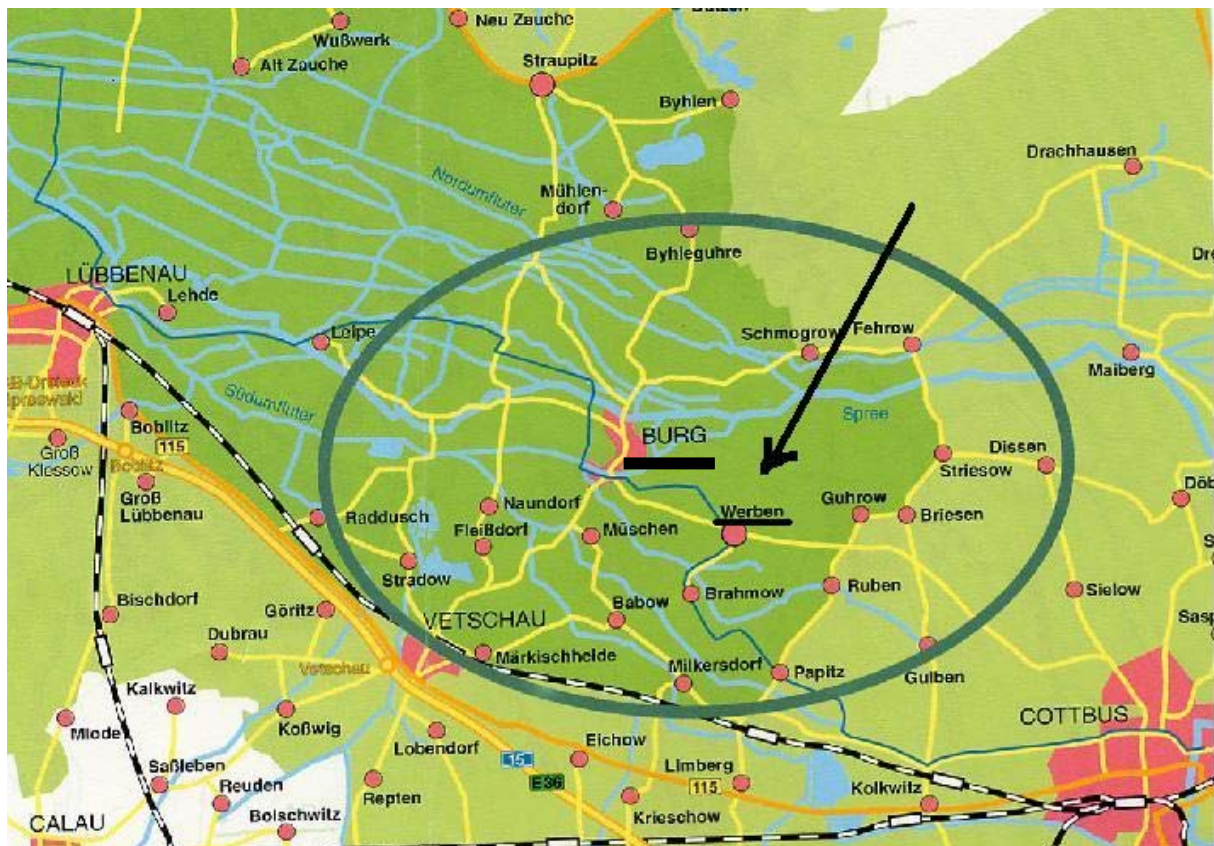 Neu Zauche
Wußwerk
Straupitz
Alt Zauche
Byhlen
Drachhausen
Nordumfluter
Mühlen-
dorf
Byhleguhre
LÜBBENAU
Lehde
Leipe
Schmogrow
Fehrow
Maiberg
Südumfluter
Spree
Boblitz
115
Boblitz
Groß
Klessow
BURG
Dissen
Striesow
Groß
Lübbenau
Raddusch
Naundorf
Fleißdorf
Müschen
Werben
Guhrow
Briesen
Stradow
Bischdorf
Göritz
Brahmow
Ruben
Sielow
Babow
VETSCHAU
Dubrau
Vetschau
Märkischheide
Milkersdorf
Papitz
Gulben
Kalkwitz
Mlode
Koßwig
Lobendorf
COTTBUS
Eichow
15
E36
Limberg
115
Saßleben
Reuden
Repten
Krieschow
Kolkwitz
Bolschwitz
CALAU